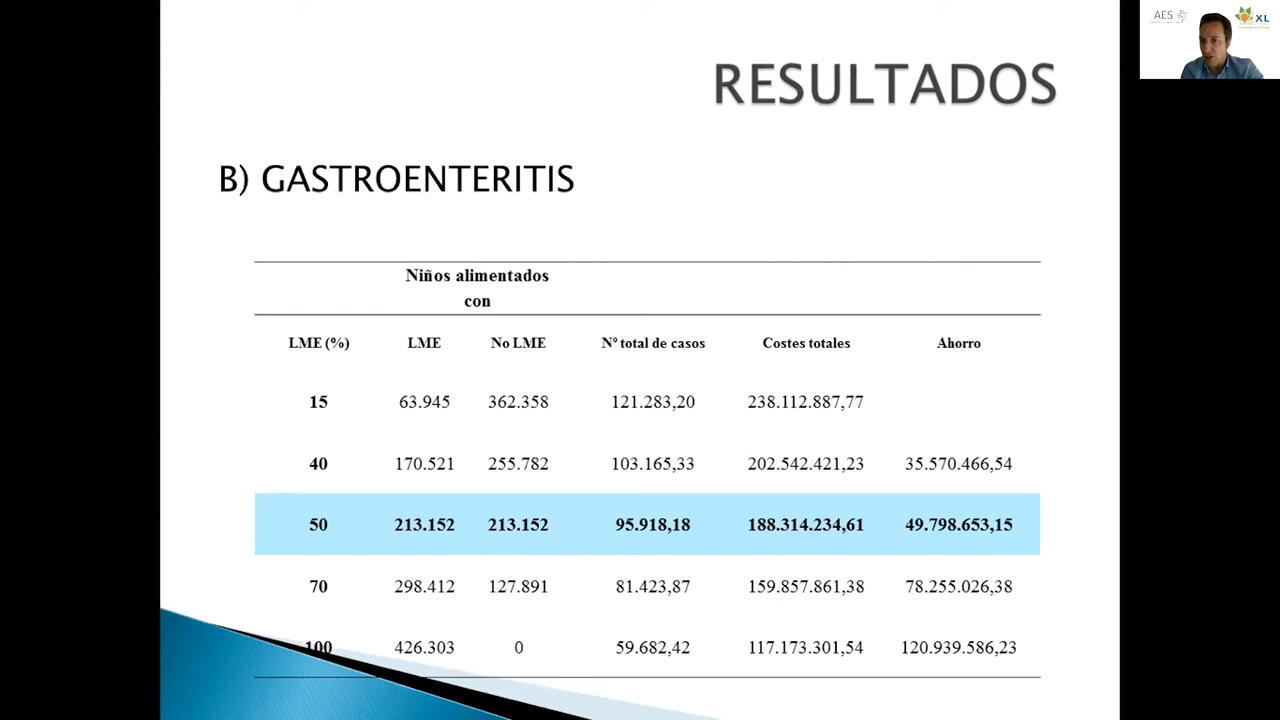 AES
XL
RESULTADOS
B) GASTROENTERITIS
Niños alimentados
con
LME (%) LME No LME Nº total de casos Costes totales Ahorro
15 63.945 362.358 121.283,20 238.112.887,77
40 170.521 255.782 103.165,33 202.542.421,23 35.570.466,54
50 213.152 213.152 95.918,18 188.314.234,61 49.798.653,15
70 298.412 127.891 81.423,87 159.857.861,38 78.255.026,38
100 426.303 0 59.682,42 117.173.301,54 120.939.586,23